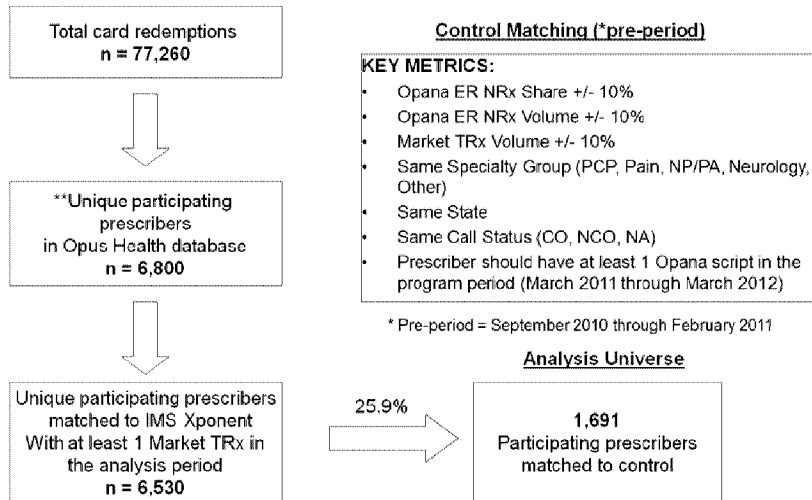 Total card redemptions
n = 77,260
**Unique participating
prescribers
in Opus Health database
n = 6,800
Unique participating prescribers
matched to IMS Xponent
With at least 1 Market TRx in
the analysis period
n = 6,530
25.9%
Control Matching (*pre-period)
KEY METRICS:
• Opana ER NRx Share +/- 10%
• Opana ER NRx Volume +/- 10%
• Market TRx Volume +/- 10%
• Same Specialty Group (PCP, Pain, NP/PA, Neurology,
Other)
• Same State
• Same Call Status (CO, NCO, NA)
• Prescriber should have at least 1 Opana script in the
program period (March 2011 through March 2012)
* Pre-period = September 2010 through February 2011
Analysis Universe
1,691
Participating prescribers
matched to control